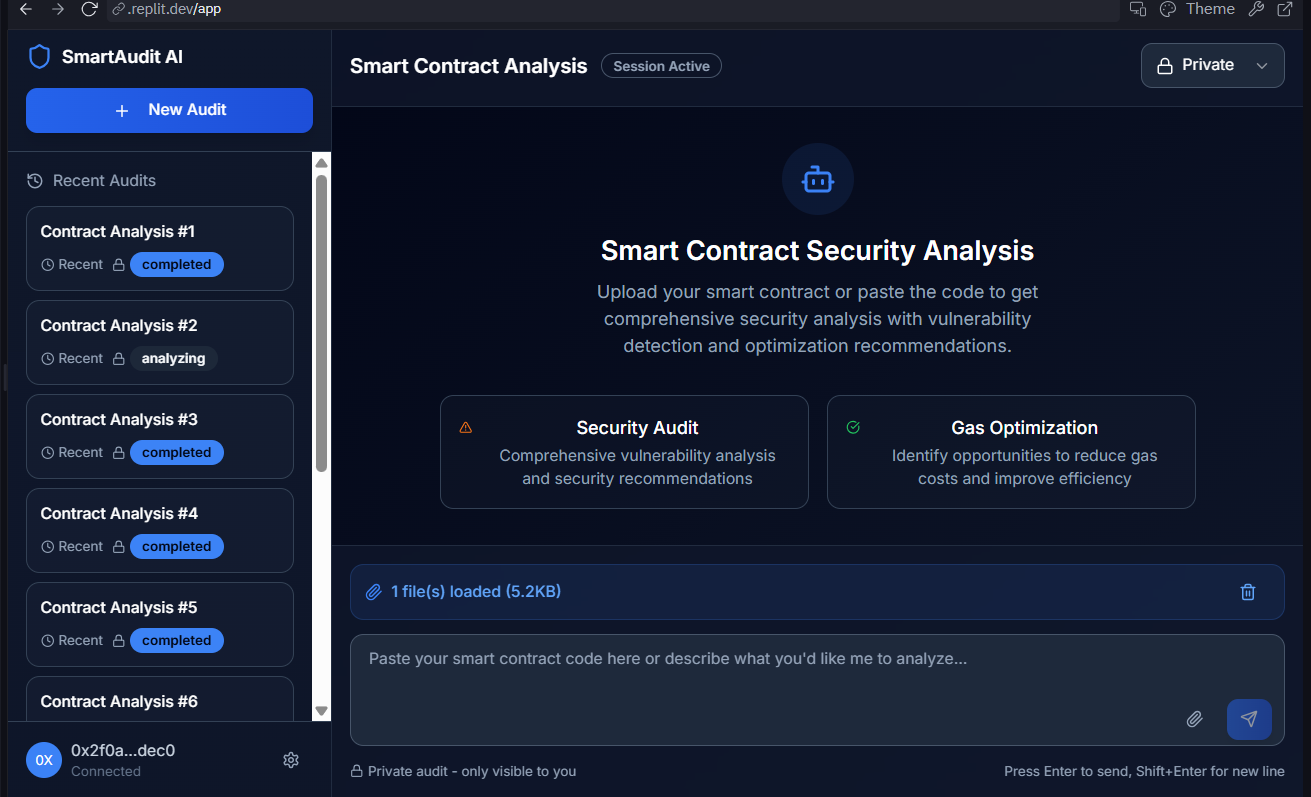 .replit.dev/app
Theme
SmartAudit AI
New Audit
Recent Audits
Contract Analysis #1
Recent completed
Contract Analysis #2
Recent analyzing
Contract Analysis #3
Recent completed
Contract Analysis #4
Recent completed
Contract Analysis #5
Recent completed
Contract Analysis #6
0X
0x2f0a...dec0
Connected
Smart Contract Analysis
Session Active
Private
Smart Contract Security Analysis
Upload your smart contract or paste the code to get
comprehensive security analysis with vulnerability
detection and optimization recommendations.
Security Audit
Comprehensive vulnerability analysis
and security recommendations
Gas Optimization
Identify opportunities to reduce gas
costs and improve efficiency
1 file(s) loaded (5.2KB)
Paste your smart contract code here or describe what you'd like me to analyze...
Private audit - only visible to you
Press Enter to send, Shift+Enter for new line